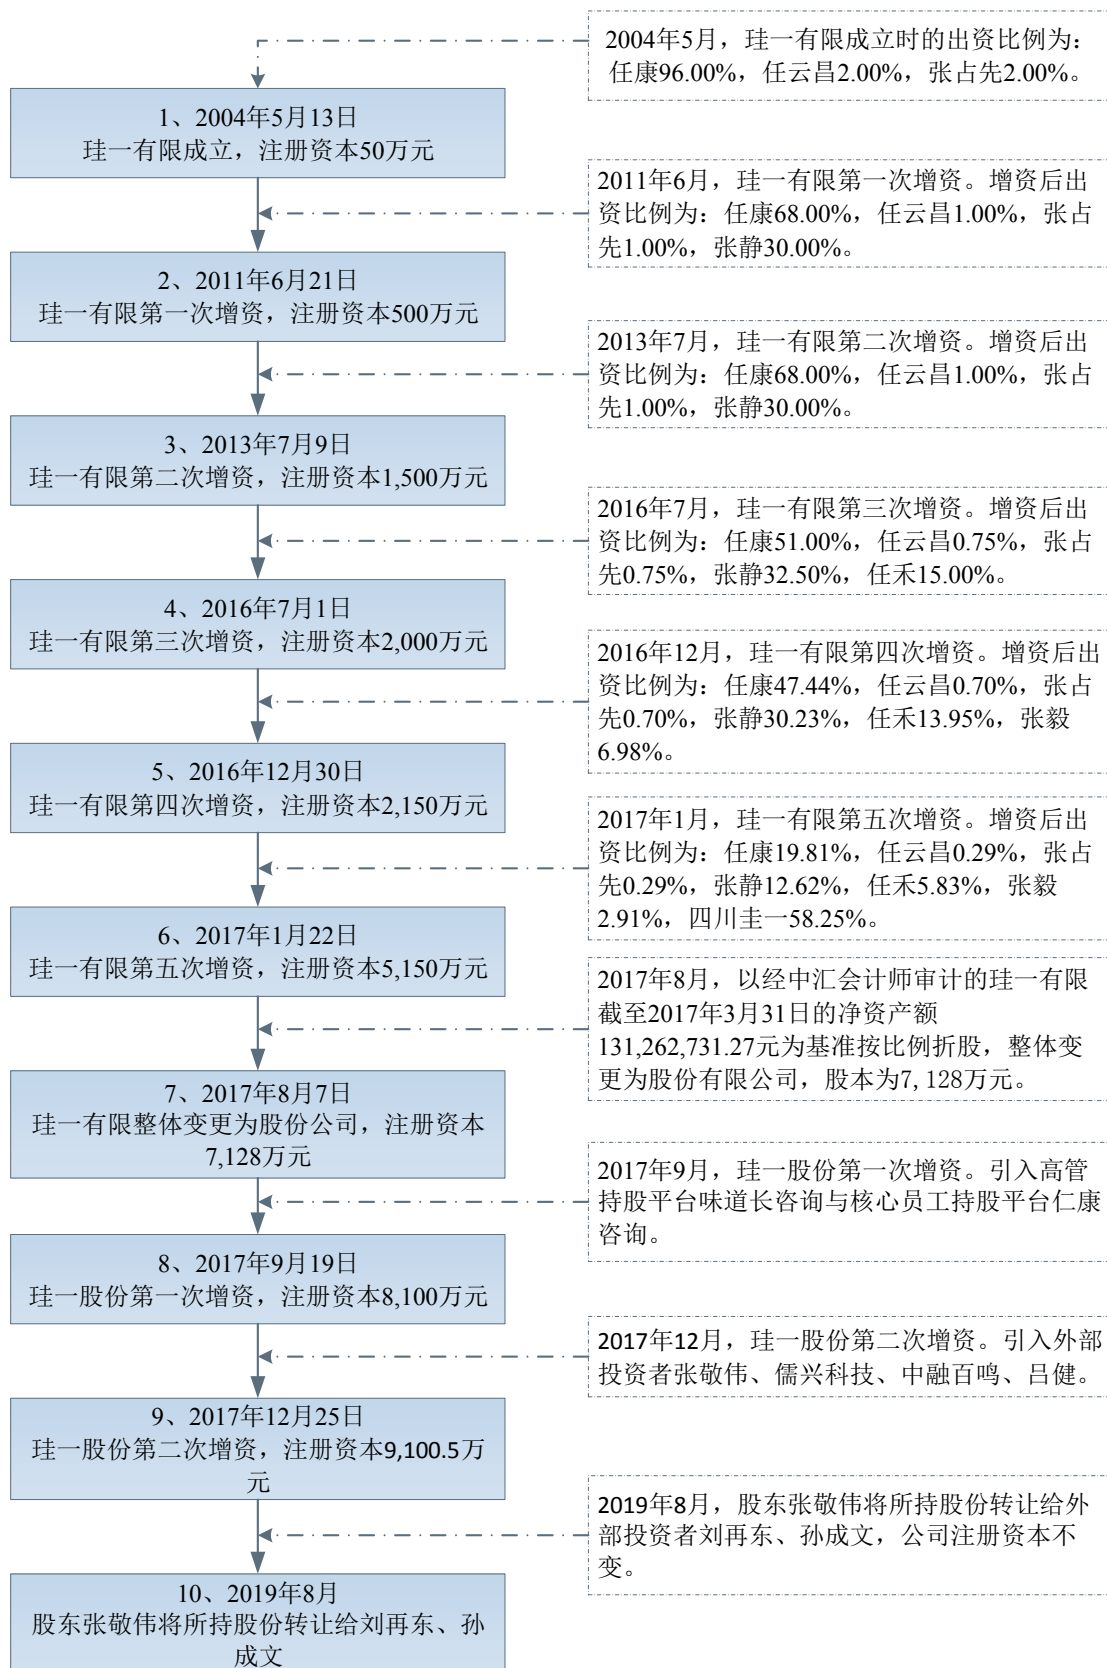 2004年5月，珪一有限成立时的出资比例为：
任康96.00%，任云昌2.00%，张占先2.00%。
1、2004年5月13日
珪一有限成立，注册资本50万元
2011年6月，珪一有限第一次增资。增资后出
资比例为：任康68.00%，任云昌1.00%，张占
先1.00%，张静30.00%。
2、2011年6月21日
珪一有限第一次增资，注册资本500万元
2013年7月，珪一有限第二次增资。增资后出
资比例为：任康68.00%，任云昌1.00%，张占
先1.00%，张静30.00%。
3、2013年7月9日
珪一有限第二次增资，注册资本1,500万元
2016年7月，珪一有限第三次增资。增资后出
资比例为：任康51.00%，任云昌0.75%，张占
先0.75%，张静32.50%，任禾15.00%。
4、2016年7月1日
珪一有限第三次增资，注册资本2,000万元
2016年12月，珪一有限第四次增资。增资后出
资比例为：任康47.44%，任云昌0.70%，张占
先0.70%，张静30.23%，任禾13.95%，张毅
6.98%。
5、2016年12月30日
珪一有限第四次增资，注册资本2,150万元
2017年1月，珪一有限第五次增资。增资后出
资比例为：任康19.81%，任云昌0.29%，张占
先0.29%，张静12.62%，任禾5.83%，张毅
2.91%，四川圭一58.25%。
6、2017年1月22日
珪一有限第五次增资，注册资本5,150万元
2017年8月，以经中汇会计师审计的珪一有限
截至2017年3月31日的净资产额
131,262,731.27元为基准按比例折股，整体变
更为股份有限公司，股本为7,128万元。
7、2017年8月7日
珪一有限整体变更为股份公司，注册资本
7,128万元
2017年9月，珪一股份第一次增资。引入高管
持股平台味道长咨询与核心员工持股平台仁康
咨询。
8、2017年9月19日
珪一股份第一次增资，注册资本8,100万元
2017年12月，珪一股份第二次增资。引入外部
投资者张敬伟、儒兴科技、中融百鸣、吕健。
9、2017年12月25日
珪一股份第二次增资，注册资本9,100.5万
元
2019年8月，股东张敬伟将所持股份转让给外
部投资者刘再东、孙成文，公司注册资本不
变。
10、2019年8月
股东张敬伟将所持股份转让给刘再东、孙
成文